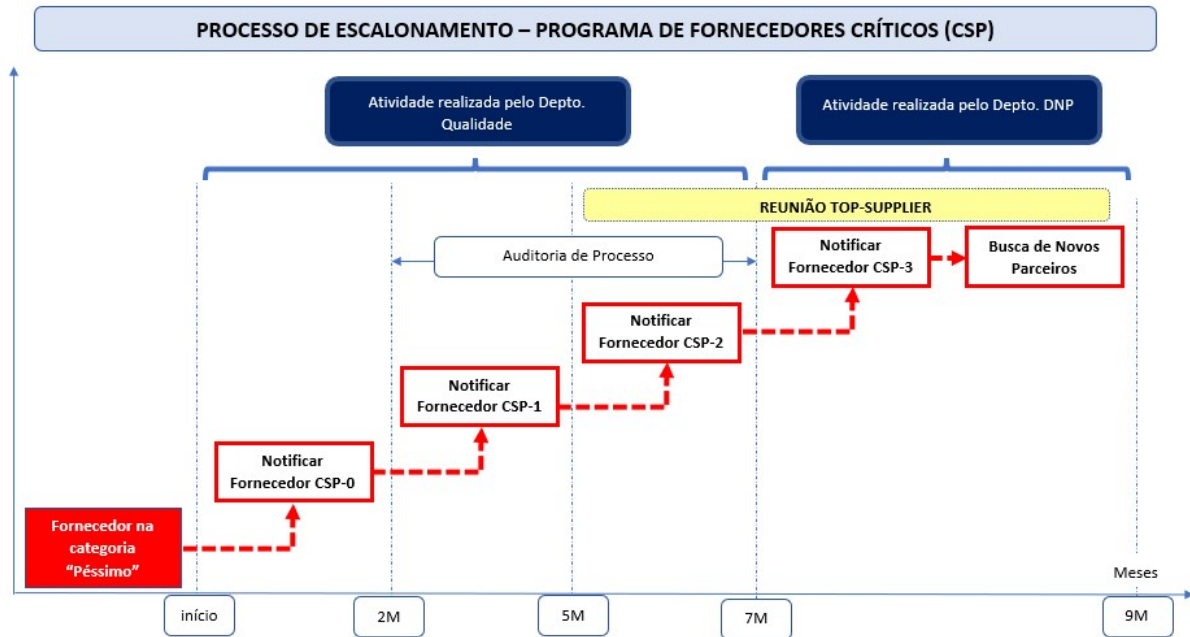 PROCESSO DE ESCALONAMENTO – PROGRAMA DE FORNECEDORES CRÍTICOS (CSP)
Atividade realizada pelo Depto.
Qualidade
Atividade realizada pelo Depto. DNP
REUNIÃO TOP-SUPPLIER
Auditoria de Processo
Notificar
Fornecedor CSP-3
Busca de Novos
Parceiros
Notificar
Fornecedor CSP-2
Notificar
Fornecedor CSP-1
Notificar
Fornecedor CSP-0
Fornecedor na
categoria
“Péssimo”
Meses
início
2M
5M
7M
9M